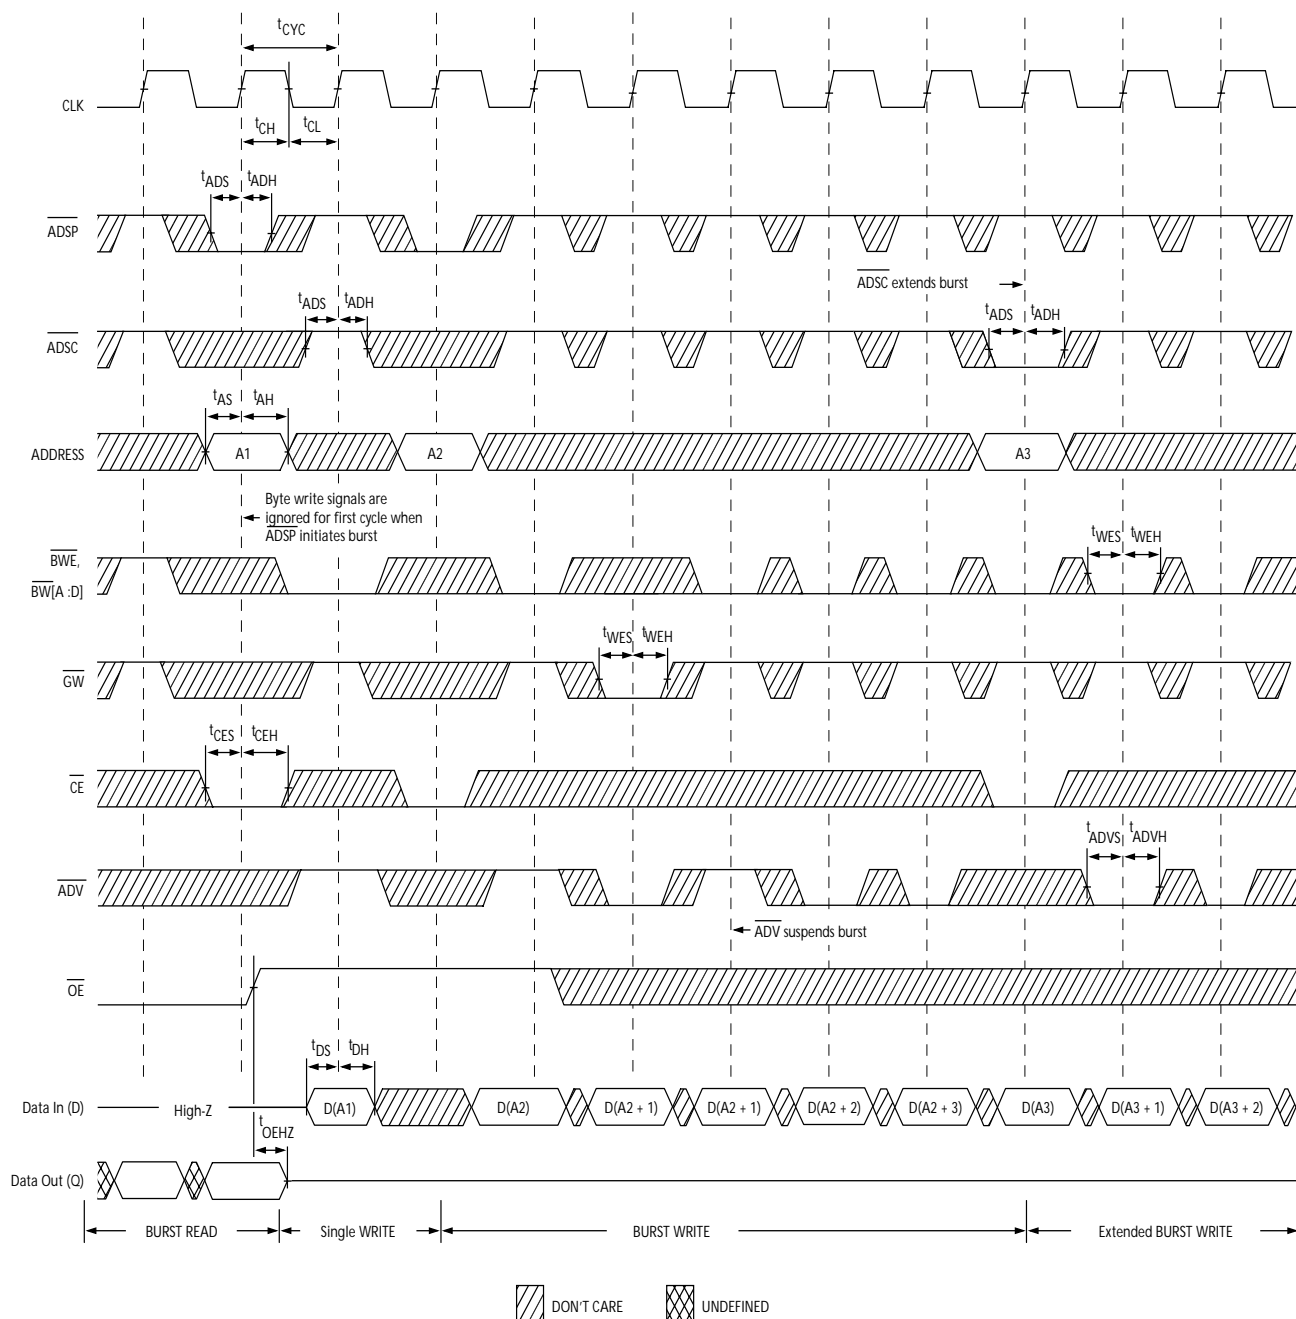 tCYC
CLK
tCH
tCL
tADS
tADH
ADSP
ADSC extends burst
tADS
tADH
tADS
tADH
ADSC
tAS
tAH
ADDRESS
A1
A2
A3
Byte write signals are
ignored for first cycle when
ADSP initiates burst
tWES
tWEH
BWE,
BW[A :D]
tWES
tWEH
GW
tCES
tCEH
CE
tADVS
tADVH
ADV
ADV suspends burst
OE
tDS
tDH
Data In (D)
High-Z
D(A1)
D(A2)
D(A2 + 1)
D(A2 + 1)
D(A2 + 2)
D(A2 + 3)
D(A3)
D(A3 + 1)
D(A3 + 2)
tOEHZ
Data Out (Q)
BURST READ
Single WRITE
BURST WRITE
Extended BURST WRITE
DON'T CARE
UNDEFINED